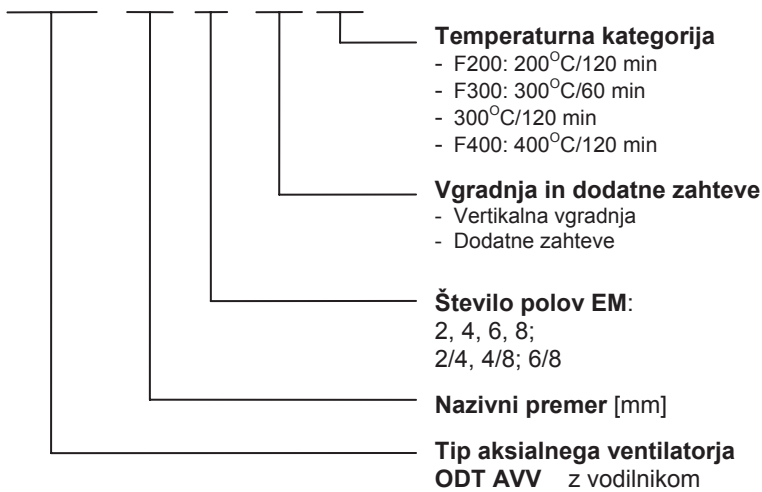 Temperaturna kategorija
- F200: 200°C/120 min
- F300: 300°C/60 min
- 300°C/120 min
- F400: 400°C/120 min
Vgradnja in dodatne zahteve
- Vertikalna vgradnja
- Dodatne zahteve
Število polov EM:
2, 4, 6, 8;
2/4, 4/8; 6/8
Nazivni premer [mm]
Tip aksialnega ventilatorja
ODT AVV z vodilnikom